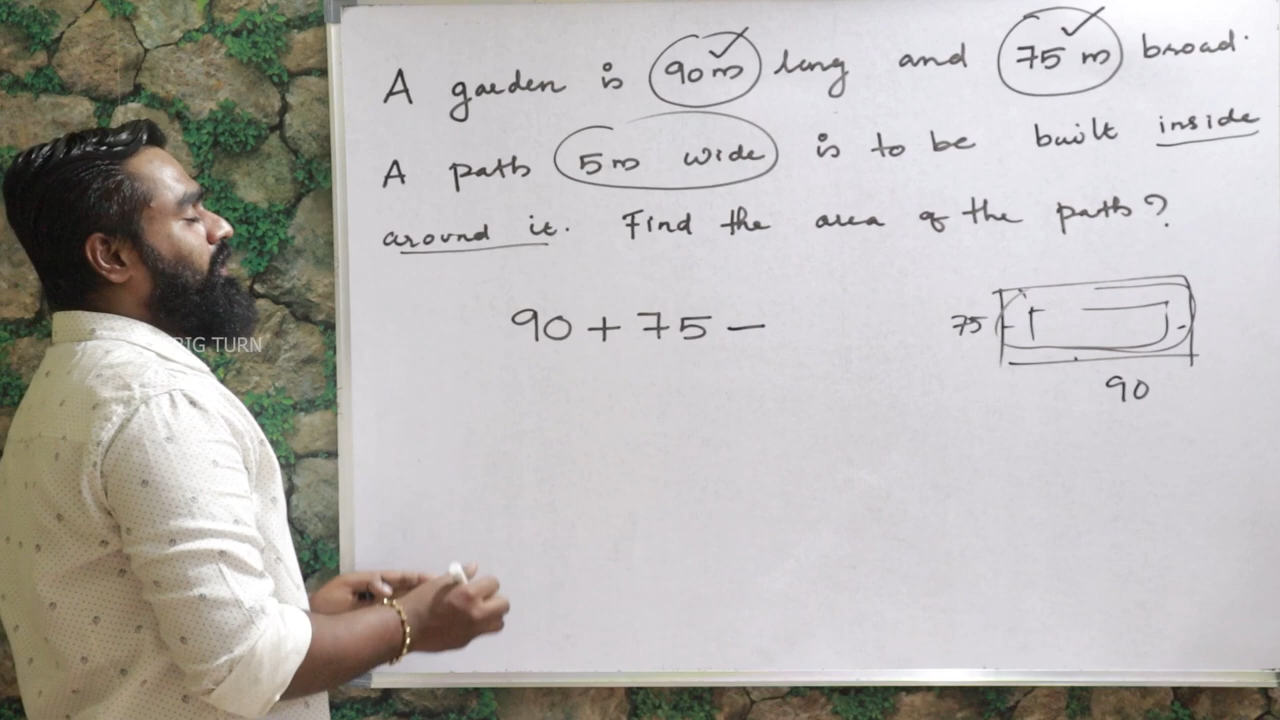 A garden is 90m long and 75m broad.
A path 5m wide is to be built inside
around it. Find the area of the path?
90 + 75 -
75
90
BIG TURN